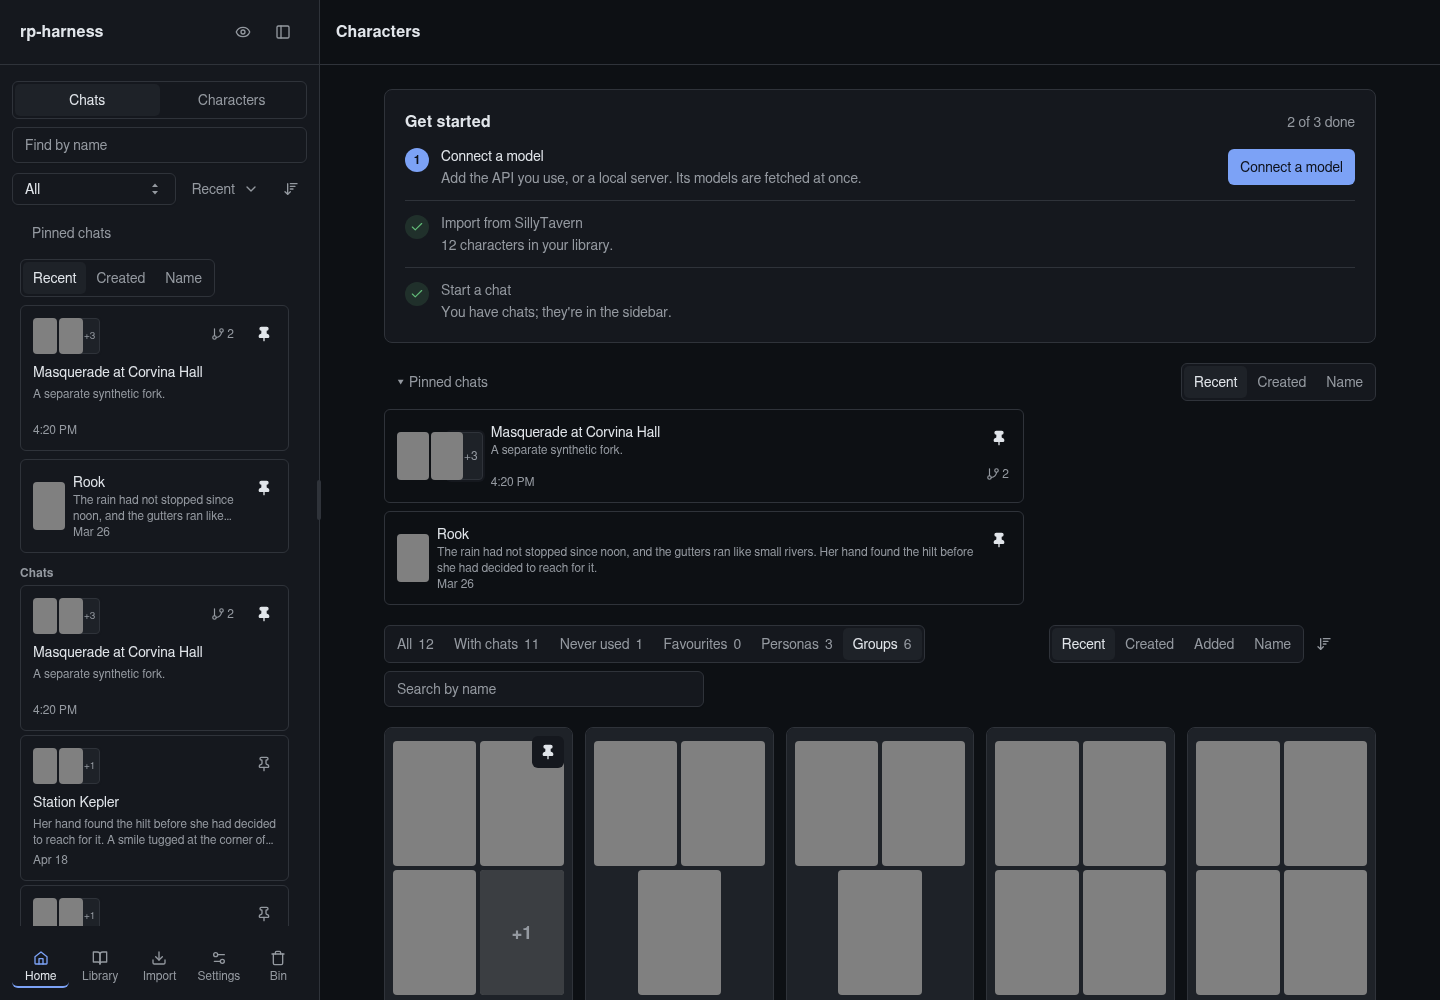 rp-harness
Chats
Characters
Find by name
All
Recent
Pinned chats
Recent
Created
Name
+3
2
Masquerade at Corvina Hall
A separate synthetic fork.
4:20 PM
Rook
The rain had not stopped since
noon, and the gutters ran like…
Mar 26
Chats
+3
2
Masquerade at Corvina Hall
A separate synthetic fork.
4:20 PM
+1
Station Kepler
Her hand found the hilt before she had decided
to reach for it. A smile tugged at the corner of…
Apr 18
+1
Home
Library
Import
Settings
Bin
Characters
Get started
2 of 3 done
1
Connect a model
Add the API you use, or a local server. Its models are fetched at once.
Connect a model
Import from SillyTavern
12 characters in your library.
Start a chat
You have chats; they're in the sidebar.
Pinned chats
Recent
Created
Name
+3
Masquerade at Corvina Hall
A separate synthetic fork.
4:20 PM
2
Rook
The rain had not stopped since noon, and the gutters ran like small rivers. Her hand found the hilt before
she had decided to reach for it.
Mar 26
All 12
With chats 11
Never used 1
Favourites 0
Personas 3
Groups 6
Recent
Created
Added
Name
Search by name
+1